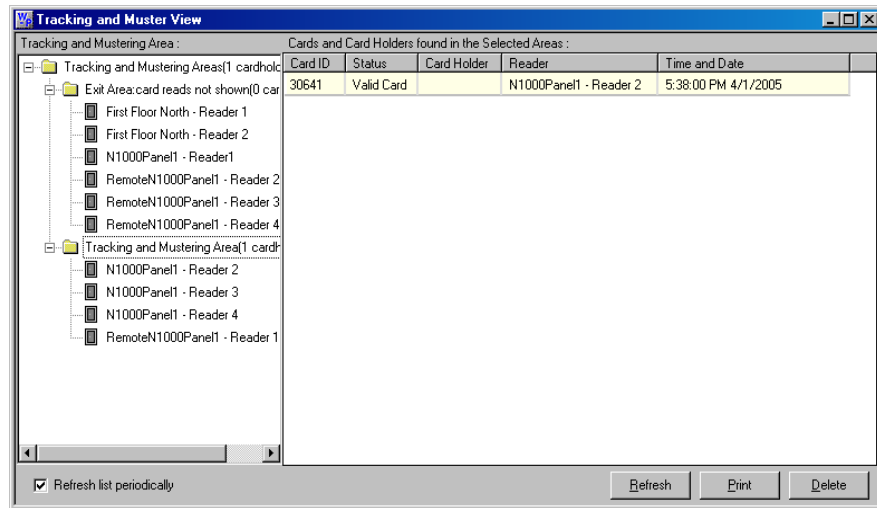 Tracking and Muster View
Tracking and Mustering Area :
Cards and Card Holders found in the Selected Areas :
Tracking and Mustering Areas(1 cardholc
Exit Area:card reads not shown(0 car
First Floor North - Reader 1
First Floor North - Reader 2
N1000Panel1 - Reader1
RemoteN1000Panel1 - Reader 2
RemoteN1000Panel1 - Reader 3
RemoteN1000Panel1 - Reader 4
Tracking and Mustering Area(1 cardh
N1000Panel1 - Reader 2
N1000Panel1 - Reader 3
N1000Panel1 - Reader 4
RemoteN1000Panel1 - Reader 1
Card ID Status Card Holder Reader Time and Date
30641 Valid Card N1000Panel1 - Reader 2 5:38:00 PM 4/1/2005
Refresh list periodically
Refresh Print Delete